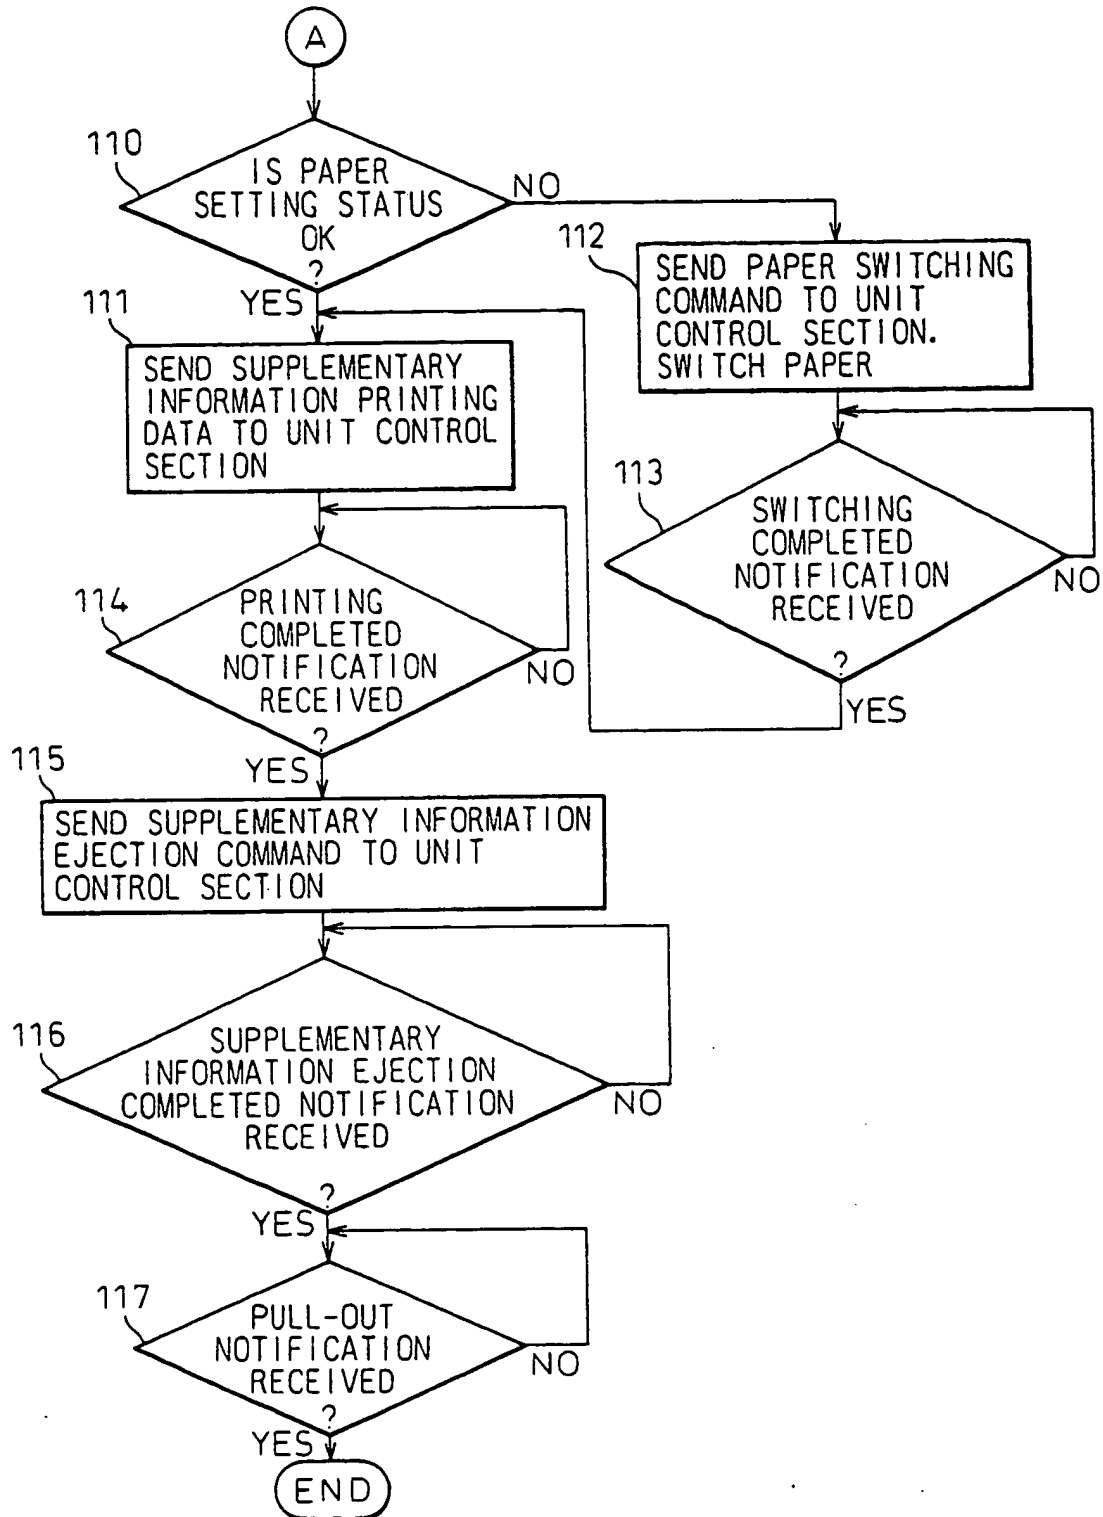 A
110
IS PAPER
SETTING STATUS
OK
?
NO
YES
112
SEND PAPER SWITCHING
COMMAND TO UNIT
CONTROL SECTION.
SWITCH PAPER
111
SEND SUPPLEMENTARY
INFORMATION PRINTING
DATA TO UNIT CONTROL
SECTION
113
SWITCHING
COMPLETED
NOTIFICATION
RECEIVED
?
NO
YES
114
PRINTING
COMPLETED
NOTIFICATION
RECEIVED
?
NO
YES
115
SEND SUPPLEMENTARY INFORMATION
EJECTION COMMAND TO UNIT
CONTROL SECTION
116
SUPPLEMENTARY
INFORMATION EJECTION
COMPLETED NOTIFICATION
RECEIVED
?
NO
YES
117
PULL-OUT
NOTIFICATION
RECEIVED
?
NO
YES
END